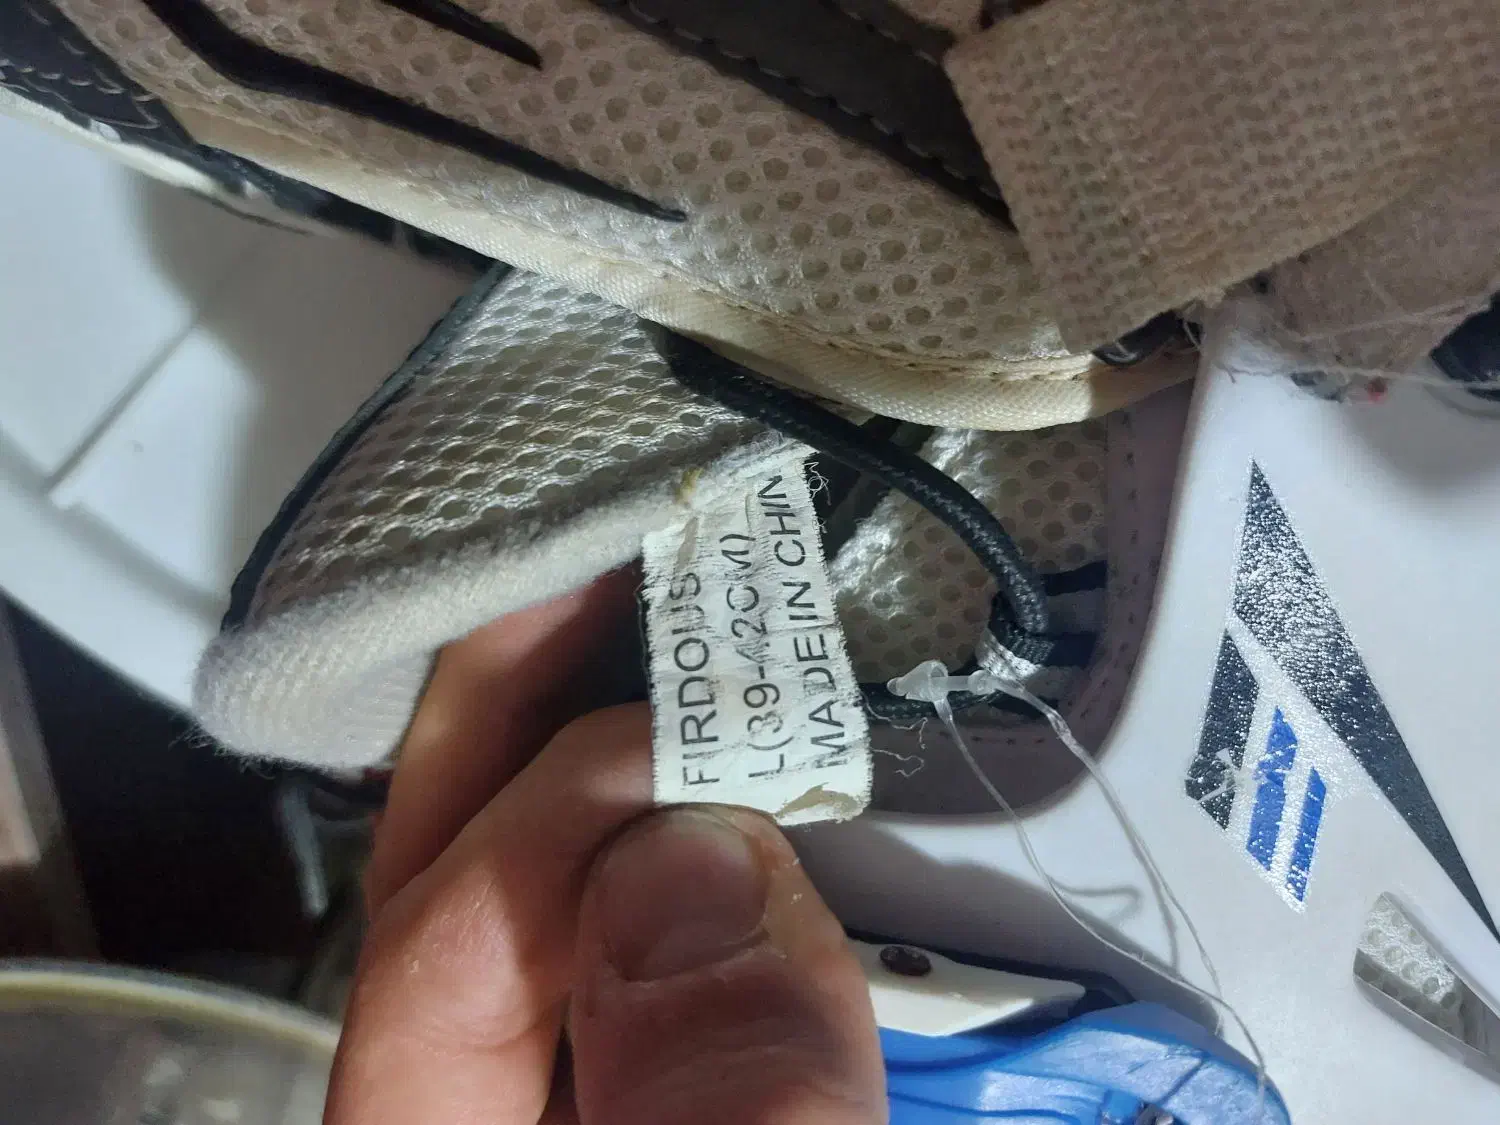 FIRDOUS
L(39-42CM)
MADE IN CHIN